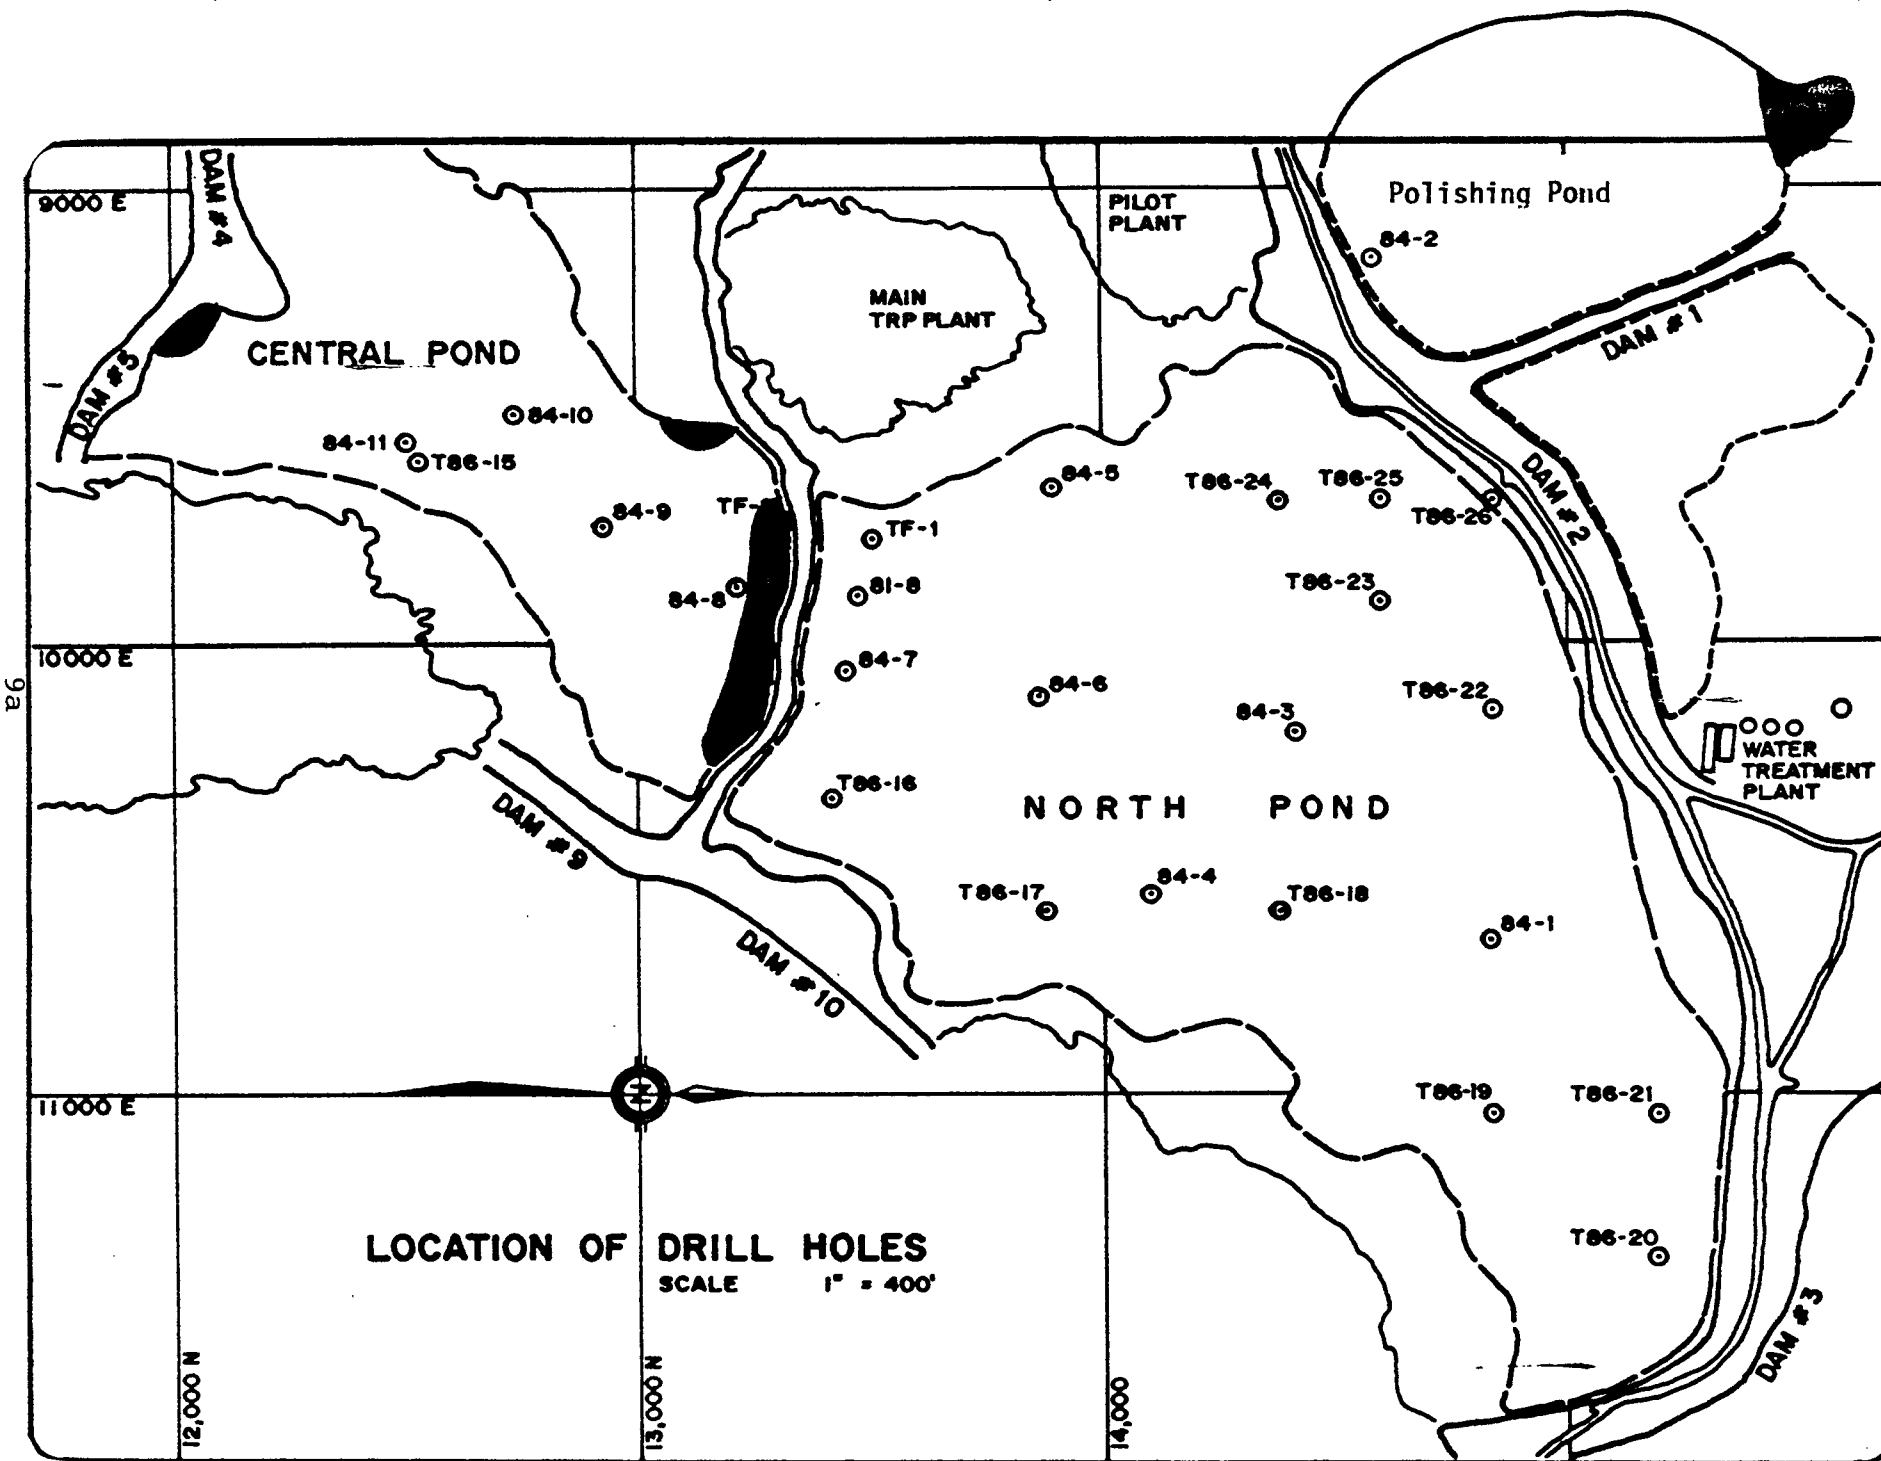 Polishing Pond
9000 E
DAM #4
PILOT
PLANT
84-2
MAIN
TRP PLANT
DAM #1
CENTRAL POND
DAM #5
84-10
84-11
T86-15
84-5
T86-24
T86-25
T86-26
DAM #2
84-9
TF-
TF-1
81-8
84-8
T86-23
10000 E
84-7
84-6
84-3
T86-22
9a
WATER
TREATMENT
PLANT
T86-16
NORTH POND
DAM #9
T86-17
84-4
T86-18
84-1
DAM #10
11000 E
N
T86-19
T86-21
T86-20
LOCATION OF DRILL HOLES
SCALE 1" = 400'
DAM #3
12,000 N
13,000 N
14,000